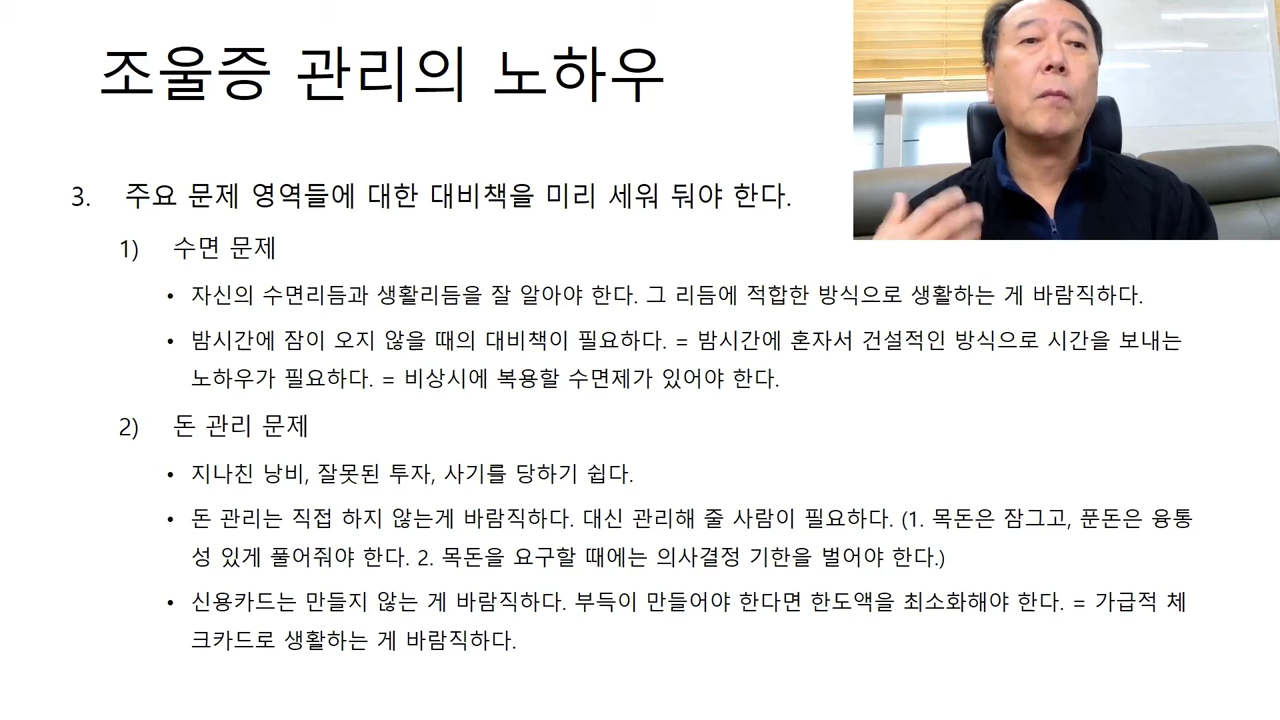 조울증 관리의 노하우
3. 주요 문제 영역들에 대한 대비책을 미리 세워 둬야 한다.
1) 수면 문제
• 자신의 수면리듬과 생활리듬을 잘 알아야 한다. 그 리듬에 적합한 방식으로 생활하는 게 바람직하다.
• 밤시간에 잠이 오지 않을 때의 대비책이 필요하다. = 밤시간에 혼자서 건설적인 방식으로 시간을 보내는
노하우가 필요하다. = 비상시에 복용할 수면제가 있어야 한다.
2) 돈 관리 문제
• 지나친 낭비, 잘못된 투자, 사기를 당하기 쉽다.
• 돈 관리는 직접 하지 않는게 바람직하다. 대신 관리해 줄 사람이 필요하다. (1. 목돈은 잠그고, 푼돈은 융통
성 있게 풀어줘야 한다. 2. 목돈을 요구할 때에는 의사결정 기한을 벌어야 한다.)
• 신용카드는 만들지 않는 게 바람직하다. 부득이 만들어야 한다면 한도액을 최소화해야 한다. = 가급적 체
크카드로 생활하는 게 바람직하다.